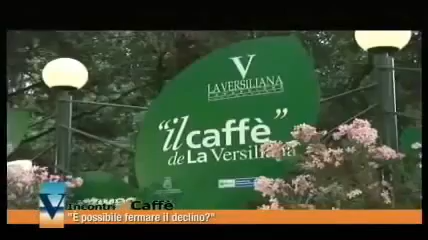 V
LA VERSILIANA
"il caffè"
de La Versiliana
V Incontri Caffè
"E possibile fermare il declino?"